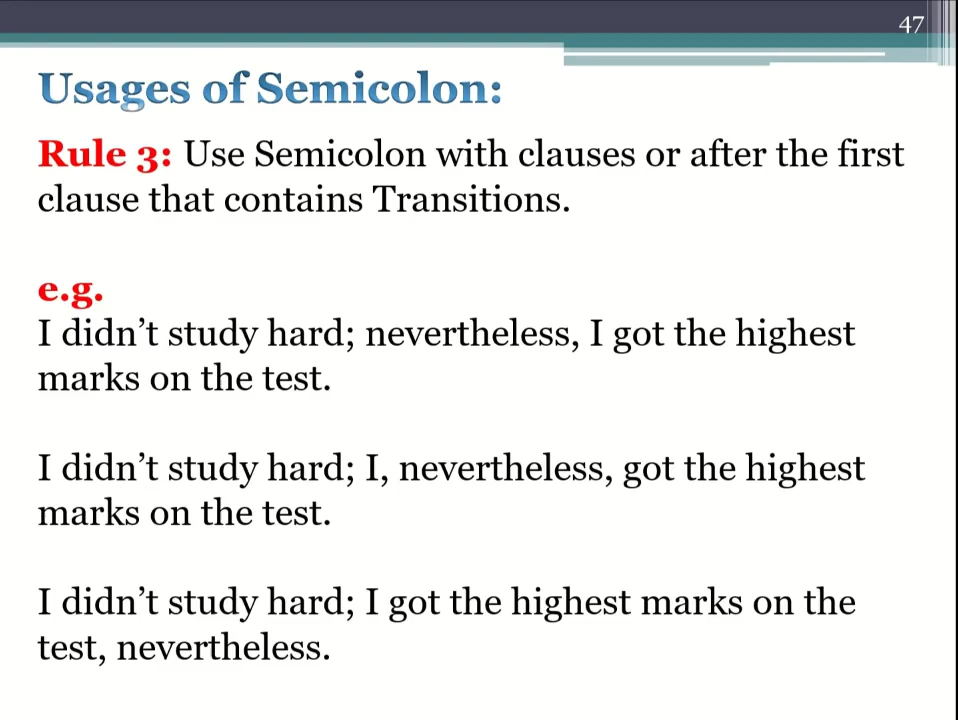 47
Usages of Semicolon:
Rule 3: Use Semicolon with clauses or after the first
clause that contains Transitions.
e.g.
I didn’t study hard; nevertheless, I got the highest
marks on the test.
I didn’t study hard; I, nevertheless, got the highest
marks on the test.
I didn’t study hard; I got the highest marks on the
test, nevertheless.